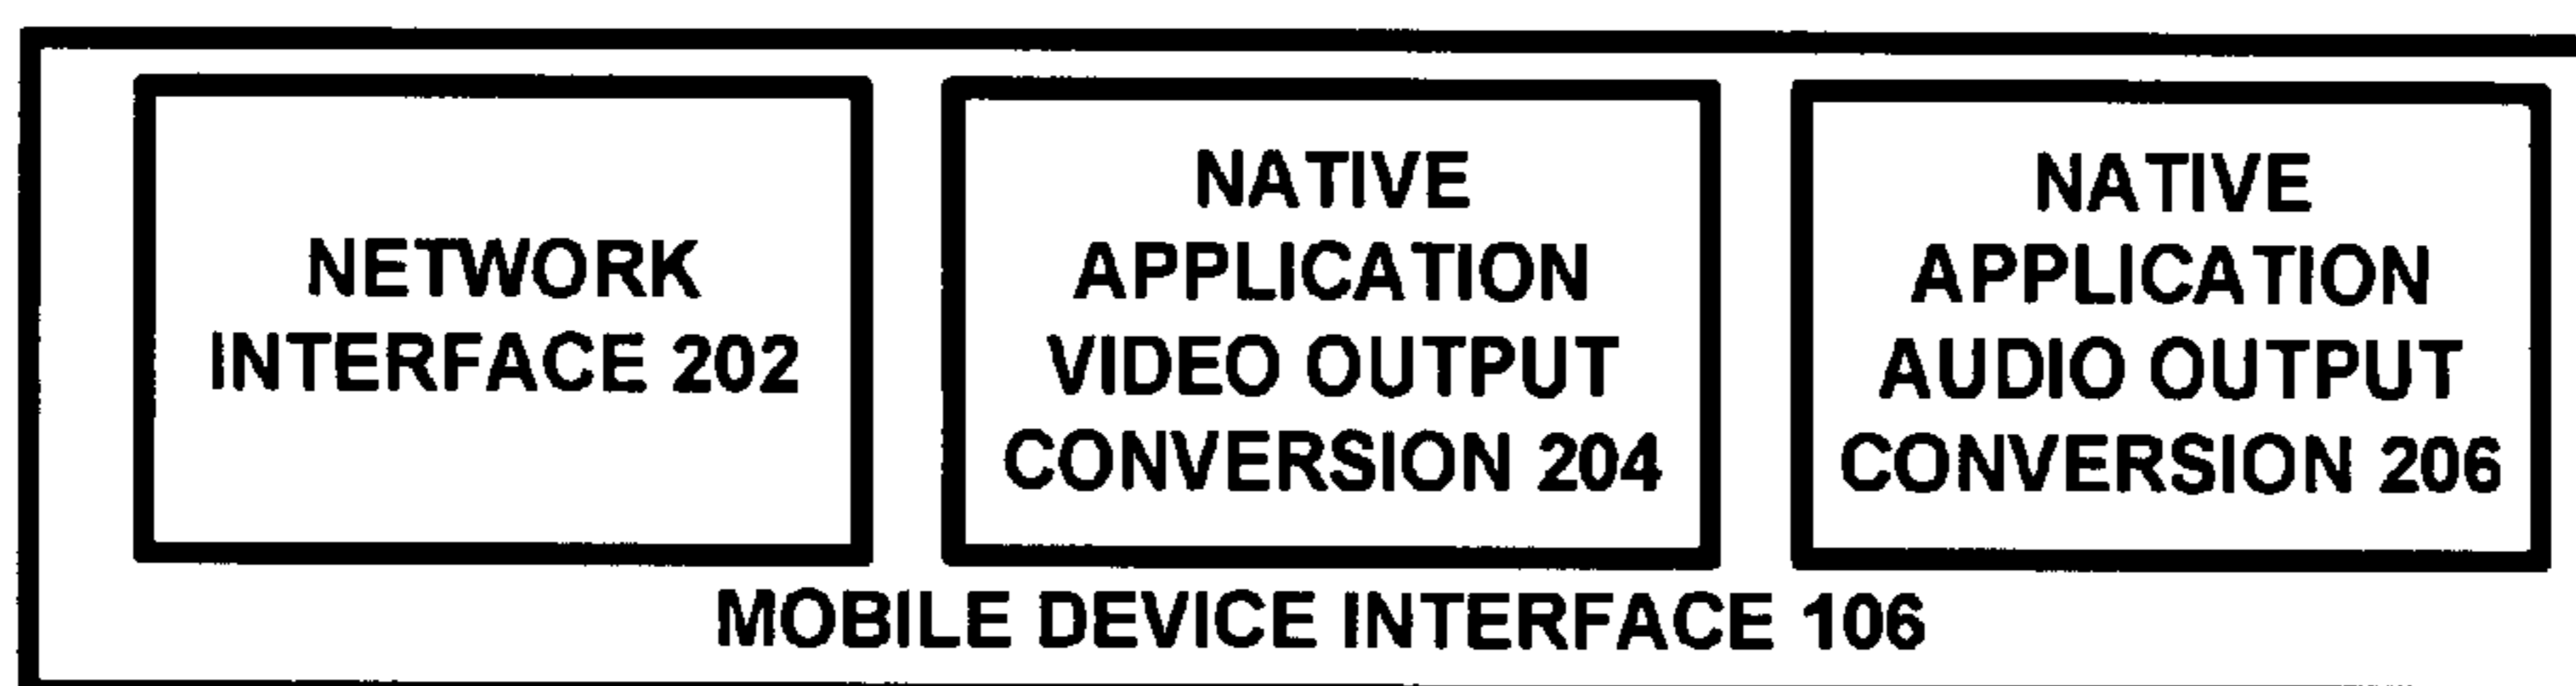 NETWORK
INTERFACE 202
NATIVE
APPLICATION
VIDEO OUTPUT
CONVERSION 204
NATIVE
APPLICATION
AUDIO OUTPUT
CONVERSION 206
MOBILE DEVICE INTERFACE 106